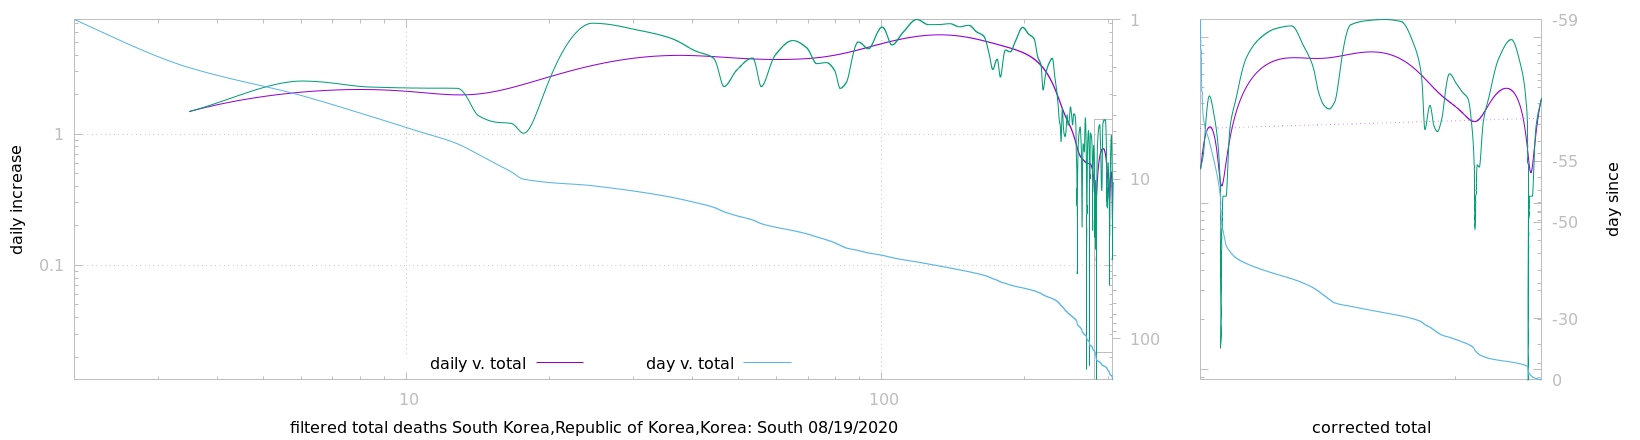 1
-59
1
10
0.1
100
-55
-50
-30
0
daily increase
day since
daily v. total
day v. total
10
100
filtered total deaths South Korea,Republic of Korea,Korea: South 08/19/2020
corrected total